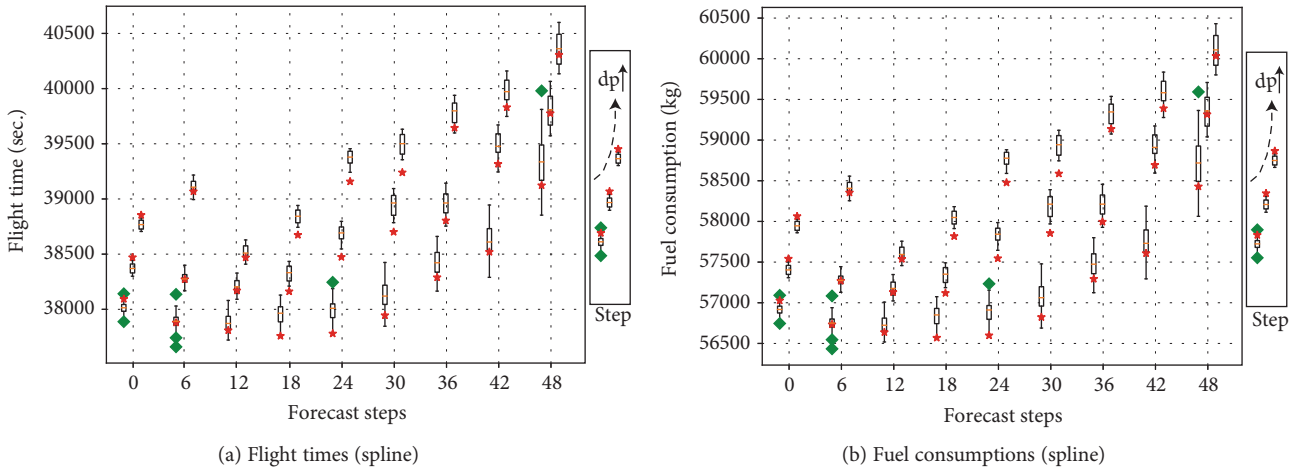 40500
40000
39500
39000
38500
38000
Flight time (sec.)
0 6 12 18 24 30 36 42 48
Forecast steps
dp
Step
(a) Flight times (spline)
60500
60000
59500
59000
58500
58000
57500
57000
56500
Fuel consumption (kg)
0 6 12 18 24 30 36 42 48
Forecast steps
dp
Step
(b) Fuel consumptions (spline)